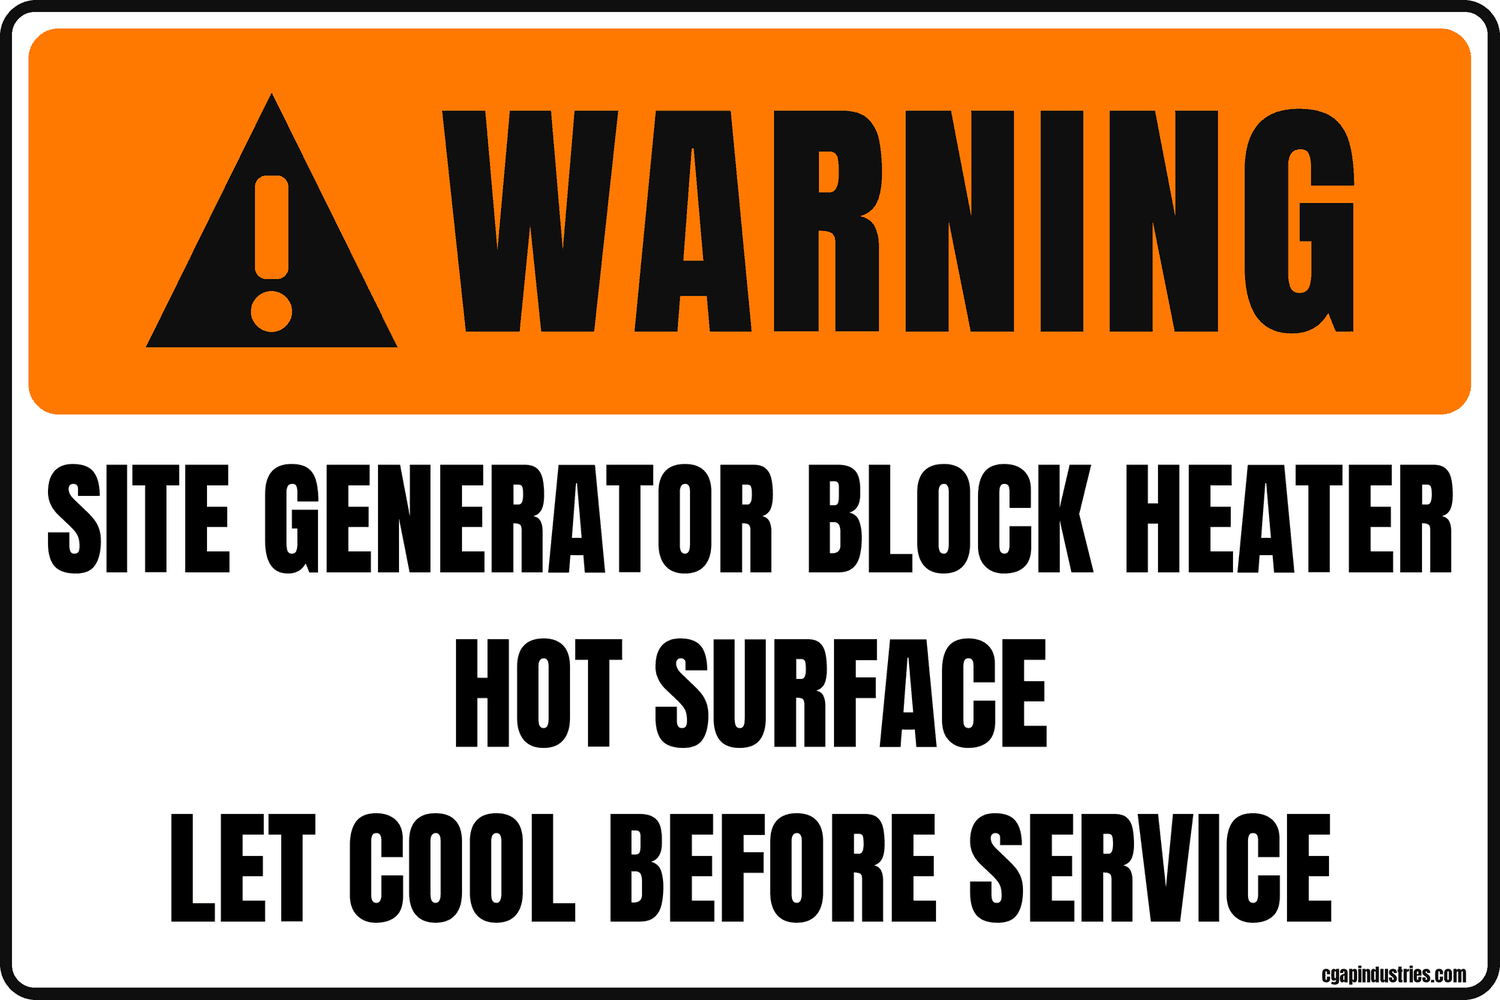 WARNING
SITE GENERATOR BLOCK HEATER
HOT SURFACE
LET COOL BEFORE SERVICE
cgapindustries.com